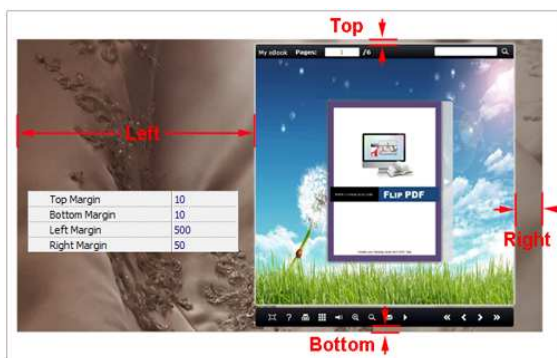 Top
My eBook Pages: 1 /6
Left
Top Margin 10
Bottom Margin 10
Left Margin 500
Right Margin 50
FLIP PDF
Right
Bottom